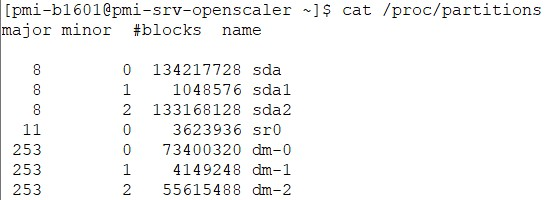 [pmi-b1601@pmi-srv-openscaler ~]$ cat /proc/partitions
major minor  #blocks  name

   8        0  134217728 sda
   8        1    1048576 sda1
   8        2  133168128 sda2
  11        0    3623936 sr0
 253        0   73400320 dm-0
 253        1    4149248 dm-1
 253        2   55615488 dm-2